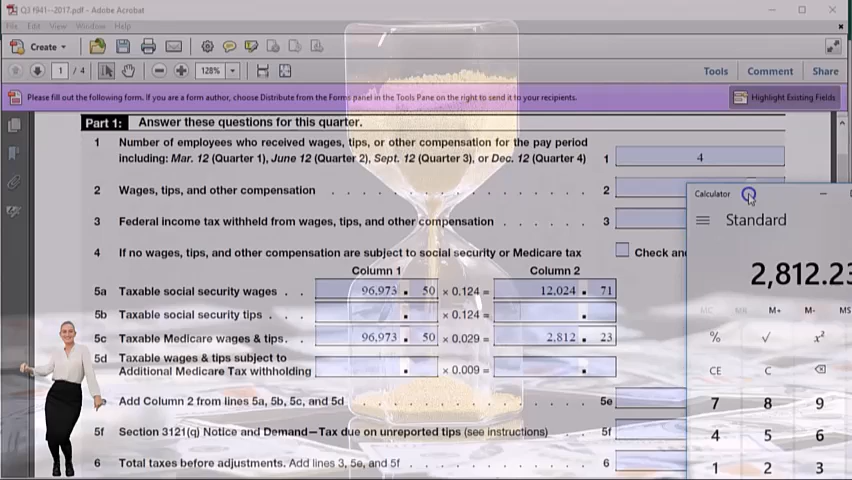 Q3 f941--2017.pdf - Adobe Acrobat
File Edit View Window Help
Create
1 / 4 128% Tools Comment Share
Please fill out the following form. If you are a form author, choose Distribute from the Forms panel in the Tools Pane on the right to send it to your recipients. Highlight Existing Fields
Part 1: Answer these questions for this quarter.
1 Number of employees who received wages, tips, or other compensation for the pay period
including: Mar. 12 (Quarter 1), June 12 (Quarter 2), Sept. 12 (Quarter 3), or Dec. 12 (Quarter 4) 1 4
2 Wages, tips, and other compensation . . . . . . . . . . . . . . . . . 2
3 Federal income tax withheld from wages, tips, and other compensation . . . . . . 3
4 If no wages, tips, and other compensation are subject to social security or Medicare tax Check and
Column 1 Column 2
5a Taxable social security wages . . 96,973 . 50 × 0.124 = 12,024 . 71
5b Taxable social security tips . . . . × 0.124 = .
5c Taxable Medicare wages & tips . 96,973 . 50 × 0.029 = 2,812 . 23
5d Taxable wages & tips subject to
Additional Medicare Tax withholding . × 0.009 = .
Add Column 2 from lines 5a, 5b, 5c, and 5d 5e
5f Section 3121(q) Notice and Demand—Tax due on unreported tips (see instructions) 5f
6 Total taxes before adjustments. Add lines 3, 5e, and 5f . . . . . . . . . . . . 6
Calculator
Standard
2,812.23
MC MR M+ M- MS
% √ x²
CE C
7 8 9
4 5 6
1 2 3